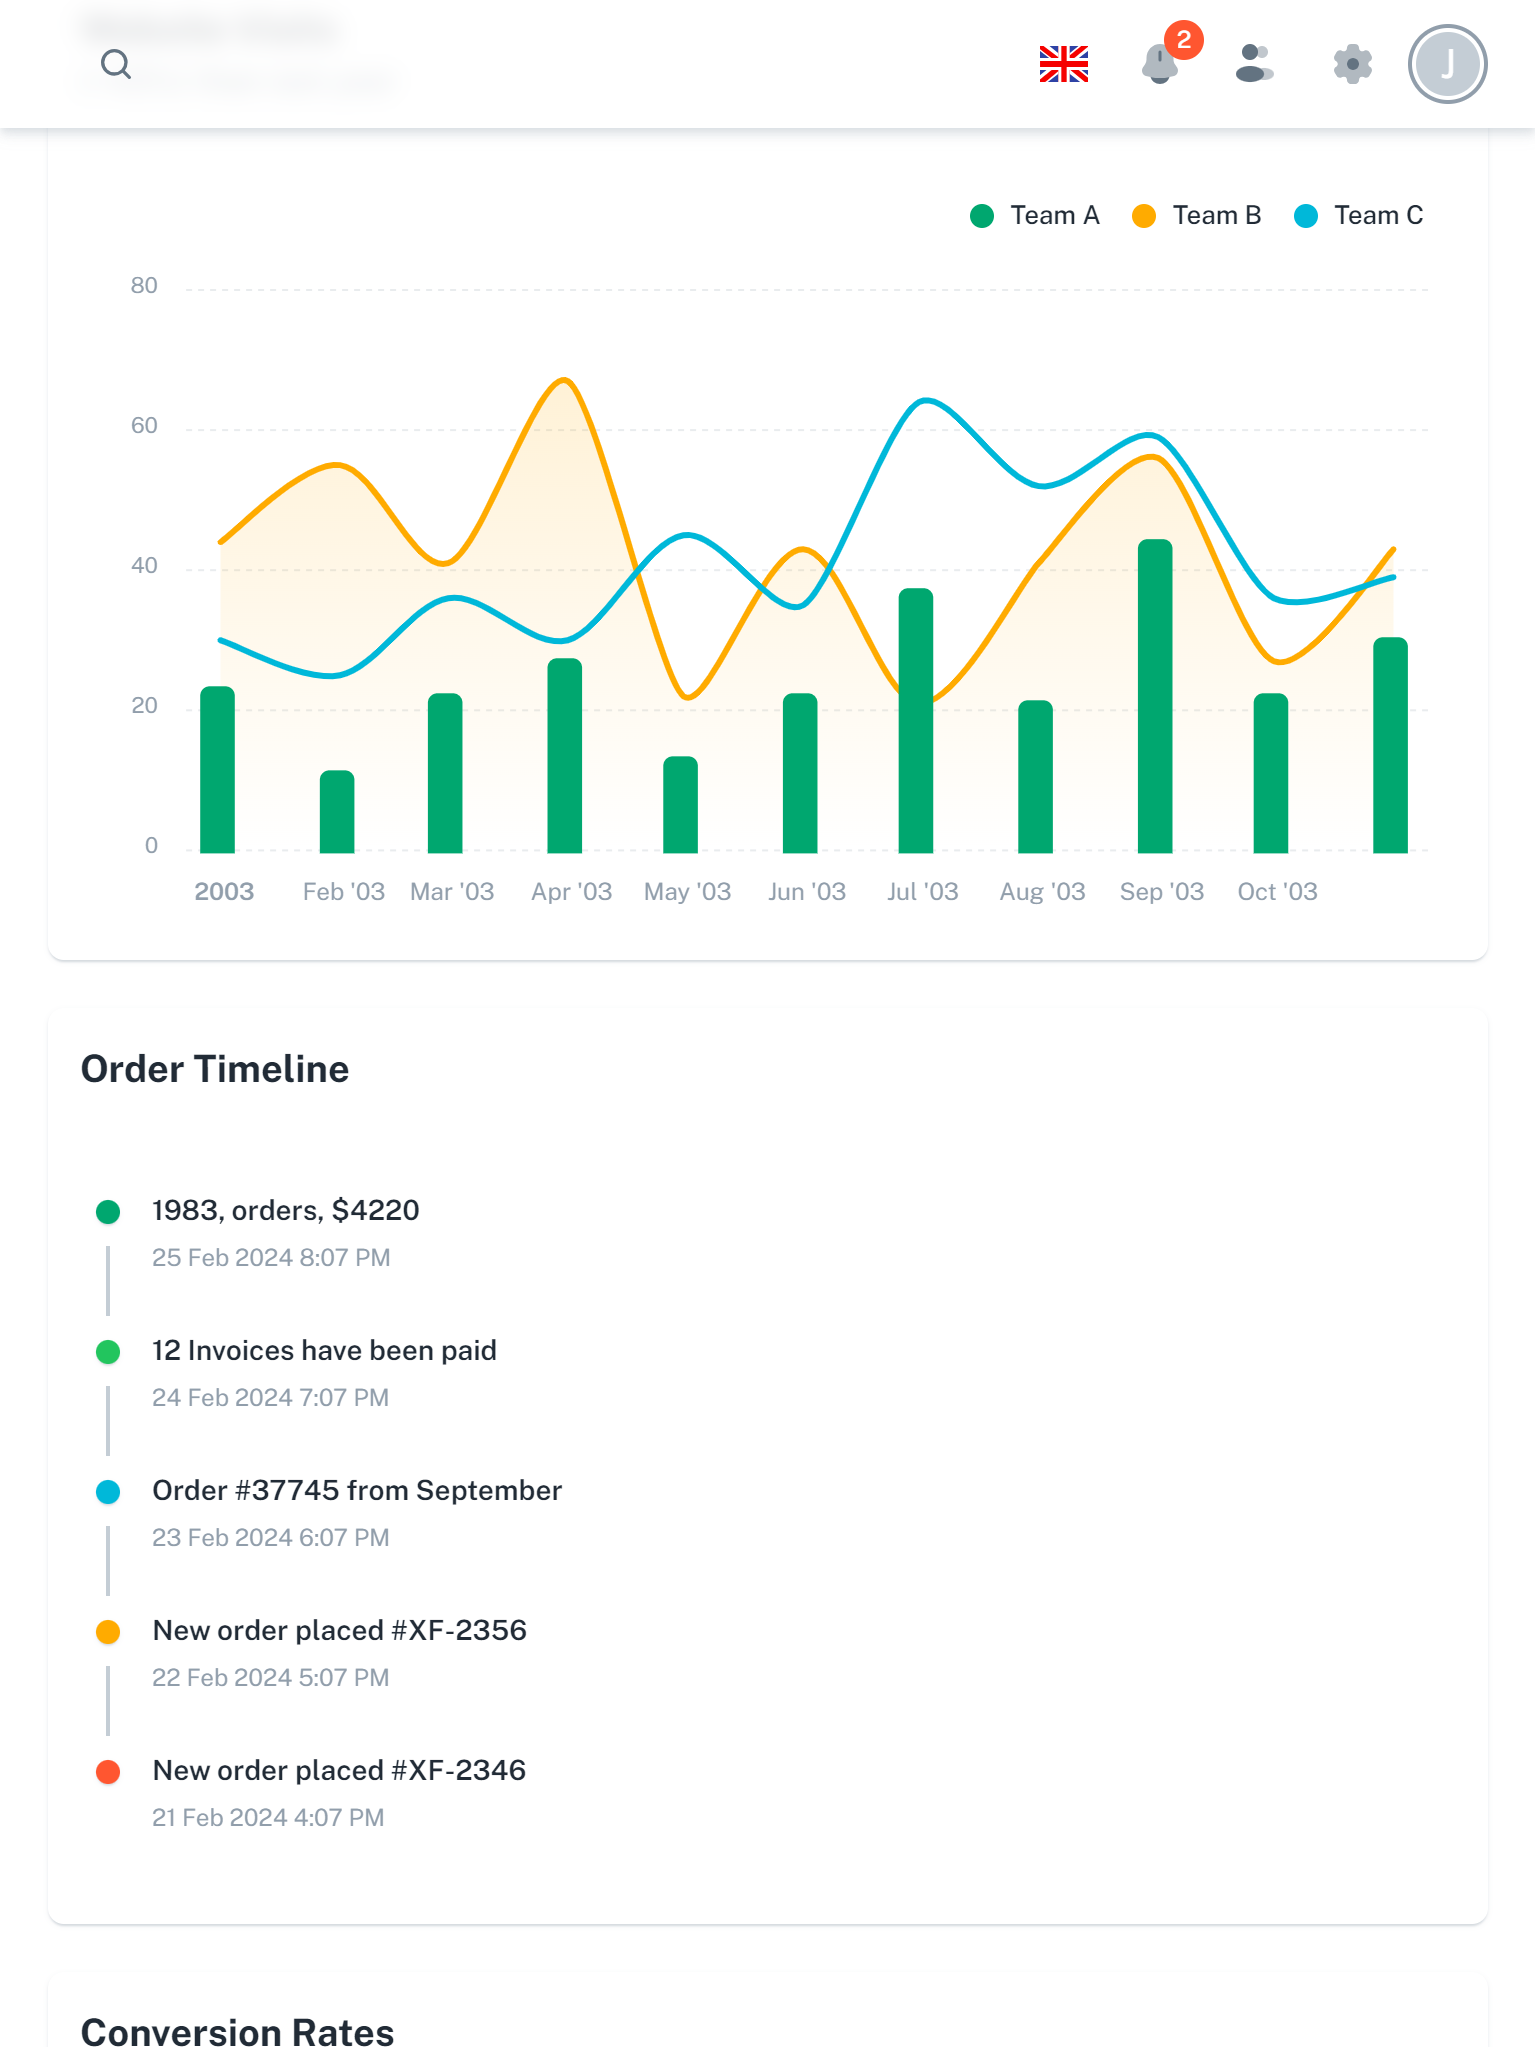 2
J
Team A Team B Team C
80
60
40
20
0
2003 Feb '03 Mar '03 Apr '03 May '03 Jun '03 Jul '03 Aug '03 Sep '03 Oct '03
Order Timeline
1983, orders, $4220
25 Feb 2024 8:07 PM
12 Invoices have been paid
24 Feb 2024 7:07 PM
Order #37745 from September
23 Feb 2024 6:07 PM
New order placed #XF-2356
22 Feb 2024 5:07 PM
New order placed #XF-2346
21 Feb 2024 4:07 PM
Conversion Rates